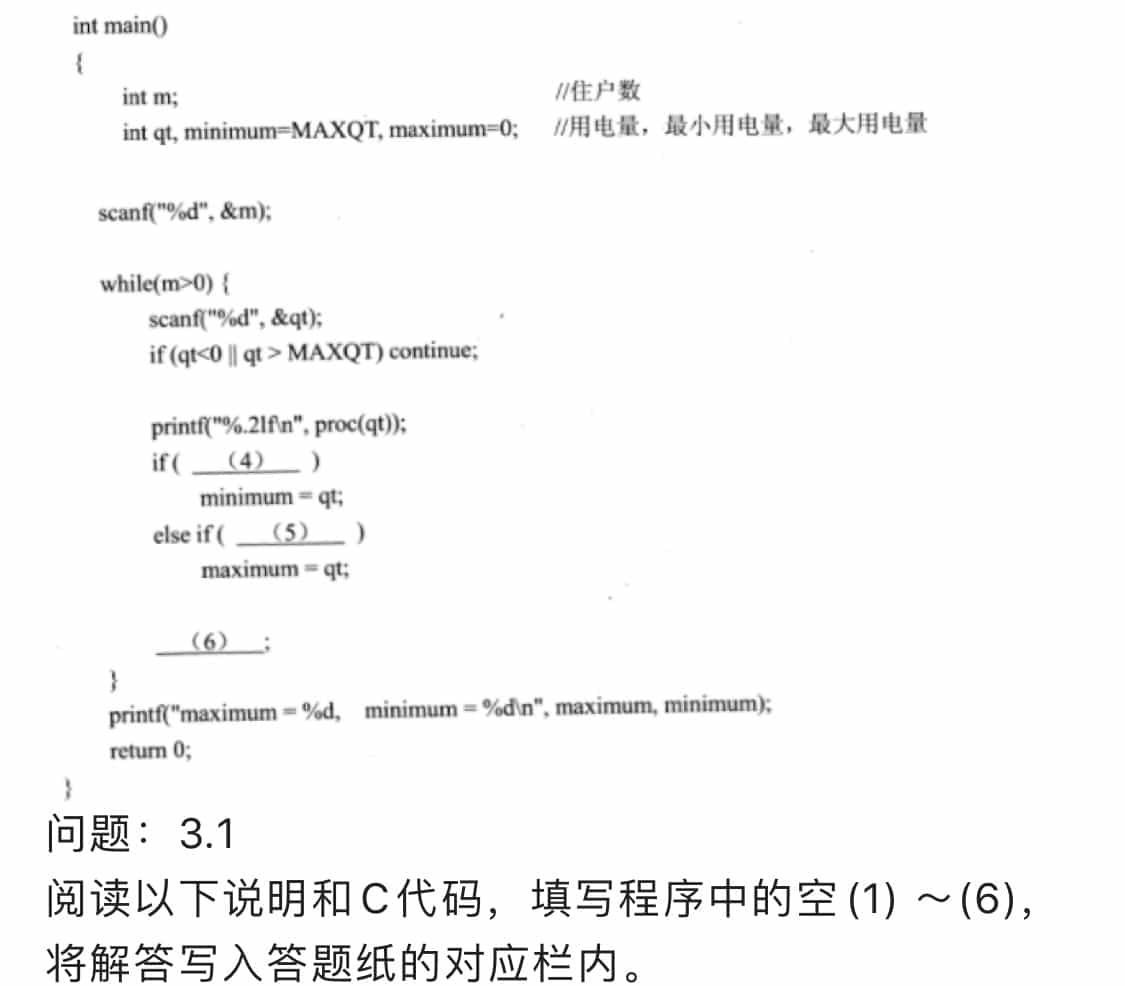 int main()
{
int m; //住户数
int qt, minimum=MAXQT, maximum=0; //用电量，最小用电量，最大用电量
scanf("%d", &m);
while(m>0) {
scanf("%d", &qt);
if (qt<0 || qt > MAXQT) continue;
printf("%.2lf\n", proc(qt));
if ( （4） )
minimum = qt;
else if ( （5） )
maximum = qt;
（6） ;
}
printf("maximum = %d, minimum = %d\n", maximum, minimum);
return 0;
}
问题：3.1
阅读以下说明和C代码，填写程序中的空(1) ～(6)，
将解答写入答题纸的对应栏内。